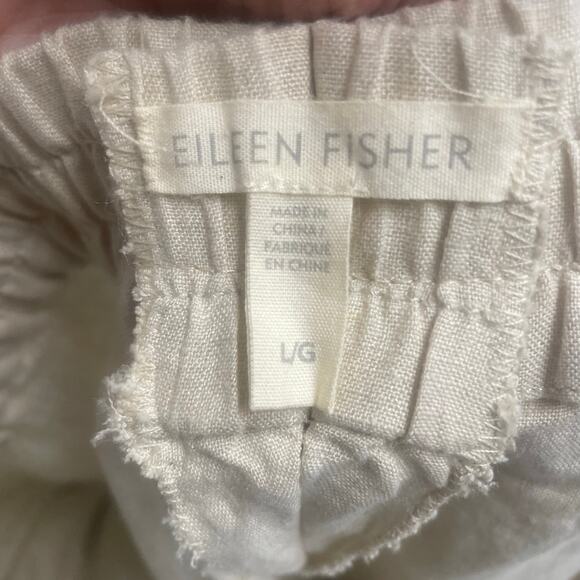 EILEEN FISHER
MADE IN
CHINA /
FABRIQUÉ
EN CHINE
L/G